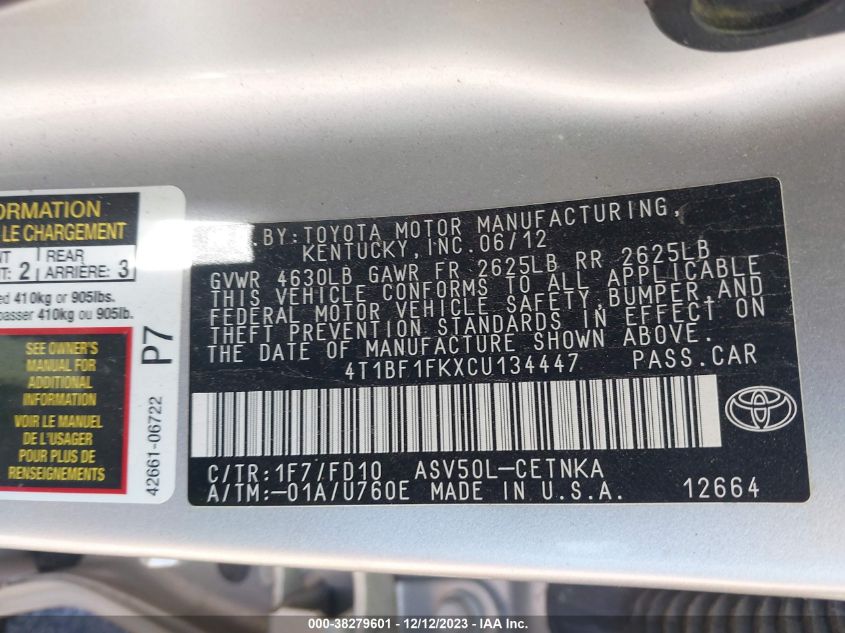 ORMATION
LE CHARGEMENT
NT
T: 2
REAR
ARRIÈRE: 3
ed 410kg or 905lbs.
passer 410kg ou 905lb.
SEE OWNER'S
MANUAL FOR
ADDITIONAL
INFORMATION
VOIR LE MANUEL
DE L'USAGER
POUR PLUS DE
P7
42661-06722
.BY: TOYOTA MOTOR MANUFACTURING,
KENTUCKY, INC. 06/12
GVWR 4630LB GAWR FR 2625LB RR 2625LB
THIS VEHICLE CONFORMS TO ALL APPLICABLE
FEDERAL MOTOR VEHICLE SAFETY, BUMPER, AND
THEFT PREVENTION STANDARDS IN EFFECT ON
THE DATE OF MANUFACTURE SHOWN ABOVE.
4T1BF1FKXCU134447 PASS.CAR
C/TR:1F7/FD10 ASV50L-CETNKA
A/TM:-01A/U760E MADE IN U.S.A. 12664
000-38279601 - 12/12/2023 - IAA Inc.